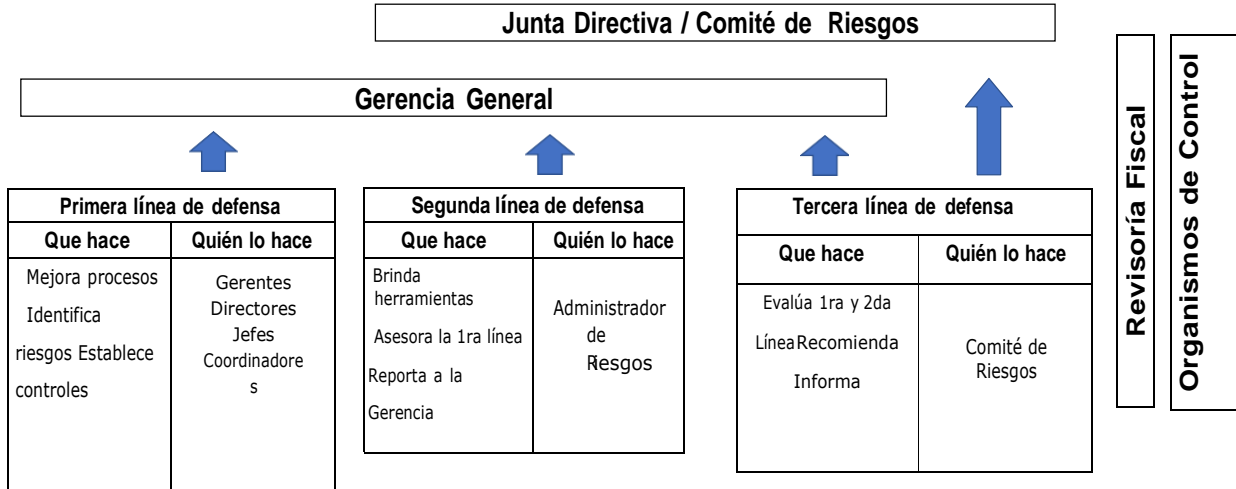 Junta Directiva / Comité de Riesgos
Gerencia General
Primera línea de defensa
Que hace
Quién lo hace
Mejora procesos
Identifica
riesgos Establece
controles
Gerentes
Directores
Jefes
Coordinadore
s
Segunda línea de defensa
Que hace
Quién lo hace
Brinda
herramientas
Asesora la 1ra línea
Reporta a la
Gerencia
Administrador
de
Riesgos
Tercera línea de defensa
Que hace
Quién lo hace
Evalúa 1ra y 2da
LíneaRecomienda
Informa
Comité de
Riesgos
Revisoría Fiscal
Organismos de Control